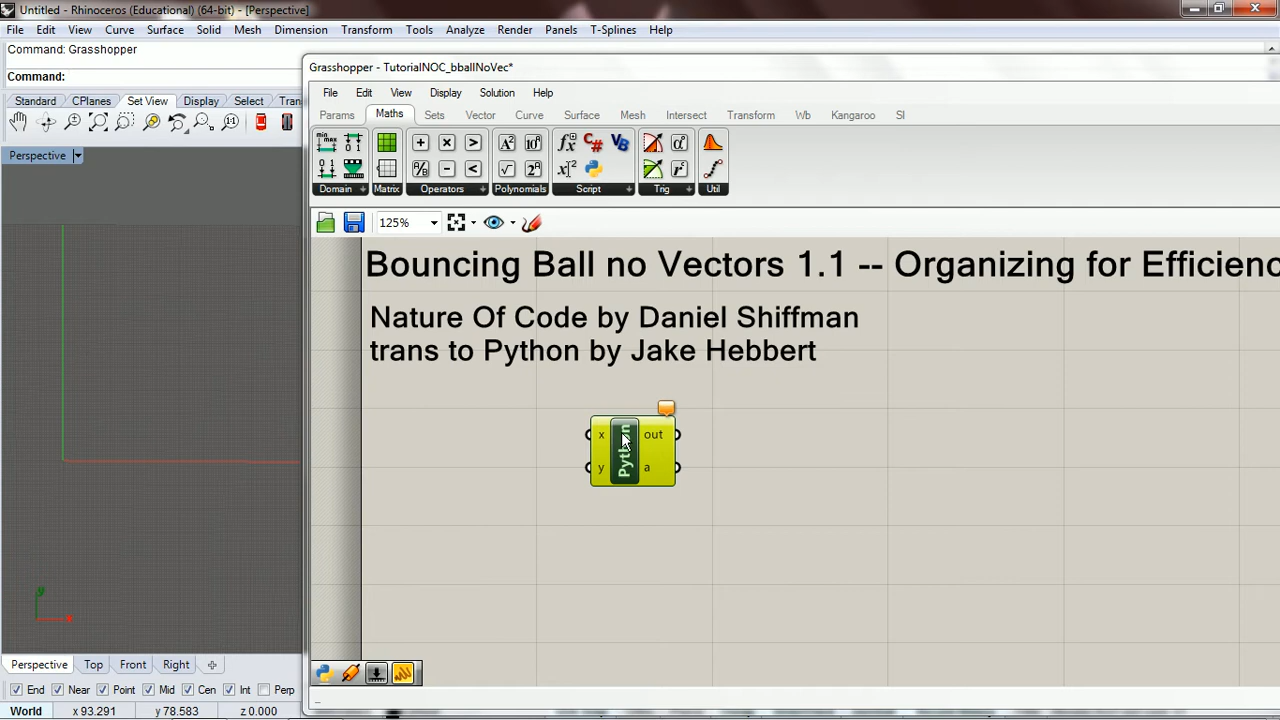 Untitled - Rhinoceros (Educational) (64-bit) - [Perspective]
File Edit View Curve Surface Solid Mesh Transform Tools Analyze Render Panels T-Splines Help
Dimension
Command: Grasshopper
Command:
Standard CPlanes Set View Display Select Tran
Perspective
Grasshopper - TutorialNOC_bballNoVec*
File Edit View Display Solution Help
Params Maths Sets Vector Curve Surface Mesh Intersect Transform Wb Kangaroo SI
Domain Matrix Operators Polynomials Script Trig Util
125%
Bouncing Ball no Vectors 1.1 -- Organizing for Efficienc
Nature Of Code by Daniel Shiffman
trans to Python by Jake Hebbert
x Python out
y a
y
Perspective Top Front Right
End Near Point Mid Cen Int Perp
World x 93.291 y 78.583 z 0.000